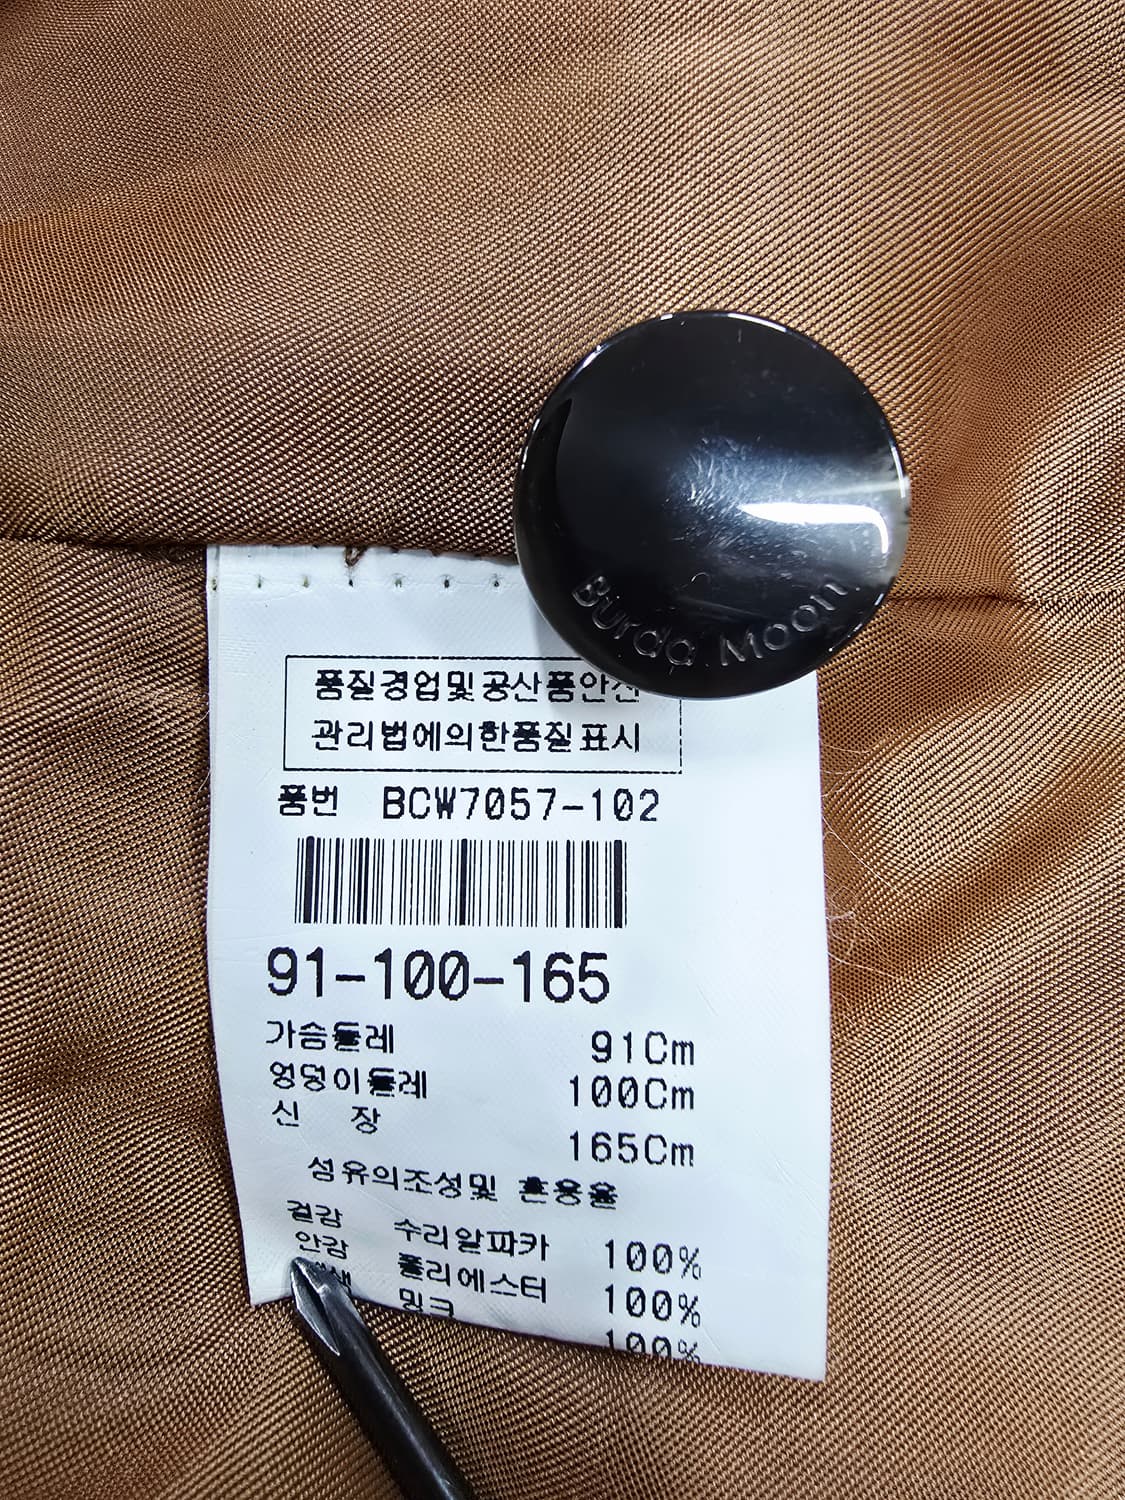 Burda Moon
품질경업및공산품안전
관리법에의한품질표시
품번 BCW7057-102
91-100-165
가슴둘레 91Cm
엉덩이둘레 100Cm
신 장 165Cm
섬유의조성및 혼용율
겉감 수리알파카 100%
안감 폴리에스터 100%
밍크 100%